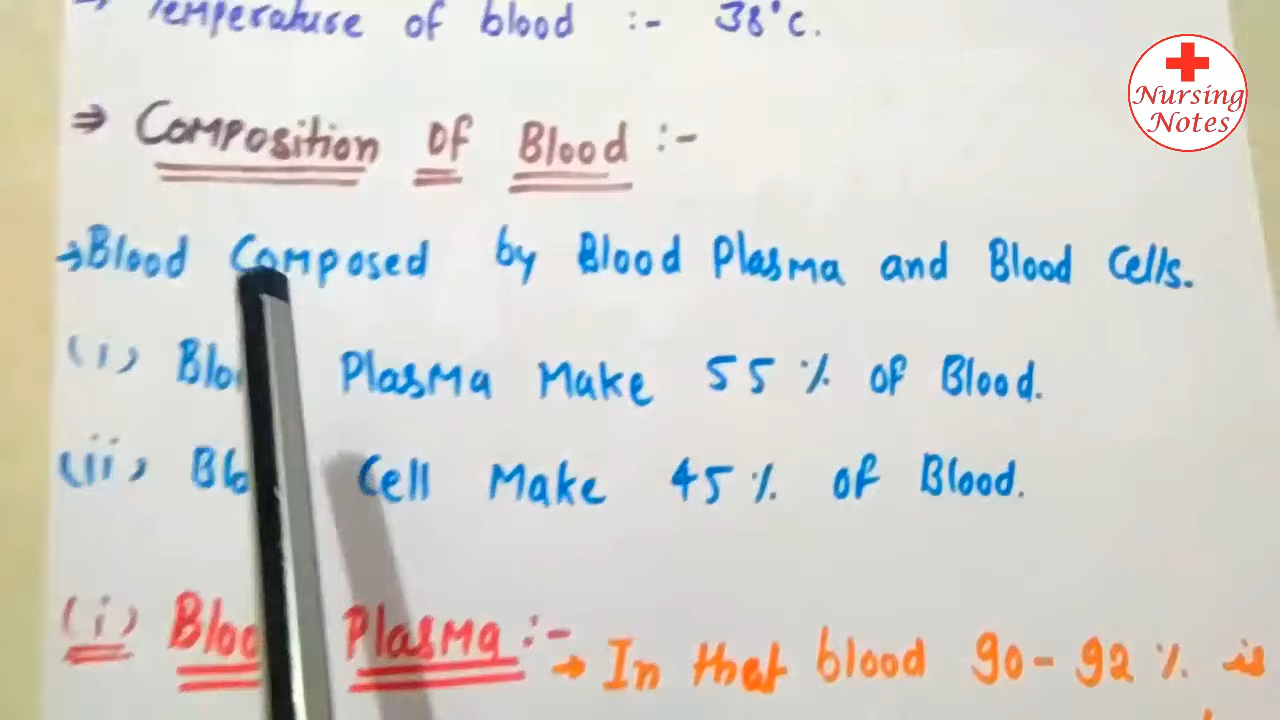 Temperature of blood :- 38°c.
Nursing
Notes
⇒ Composition of Blood :-
→ Blood Composed by Blood Plasma and Blood Cells.
(i) Plasma Make 55 % of Blood.
(ii) Cell Make 45 % of Blood.
(i) Plasma :- → In that blood 90-92 % is